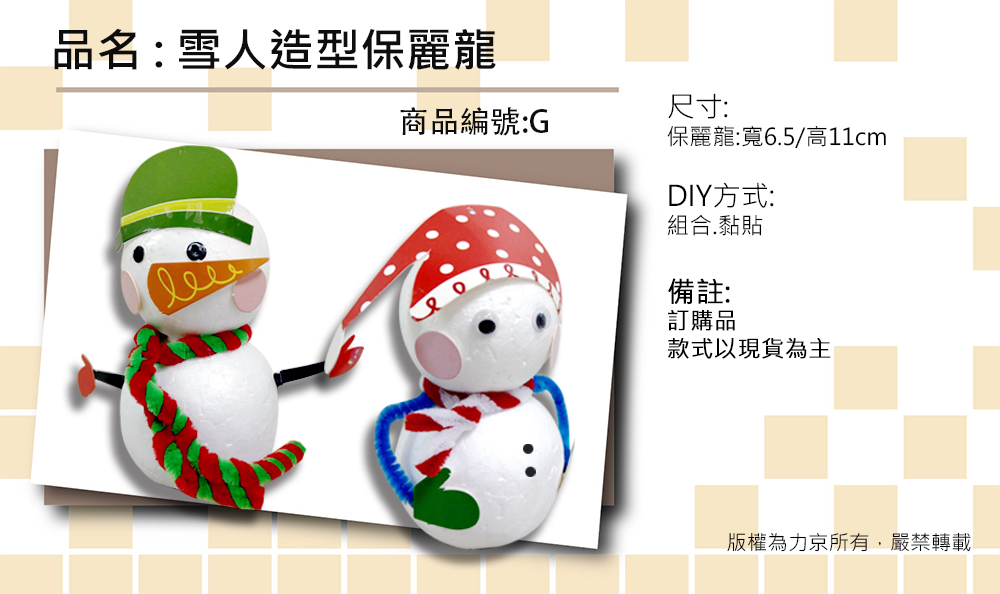 品名 : 雪人造型保麗龍
商品編號:G
尺寸:
保麗龍:寬6.5/高11cm
DIY方式:
組合.黏貼
備註:
訂購品
款式以現貨為主
版權為力京所有，嚴禁轉載